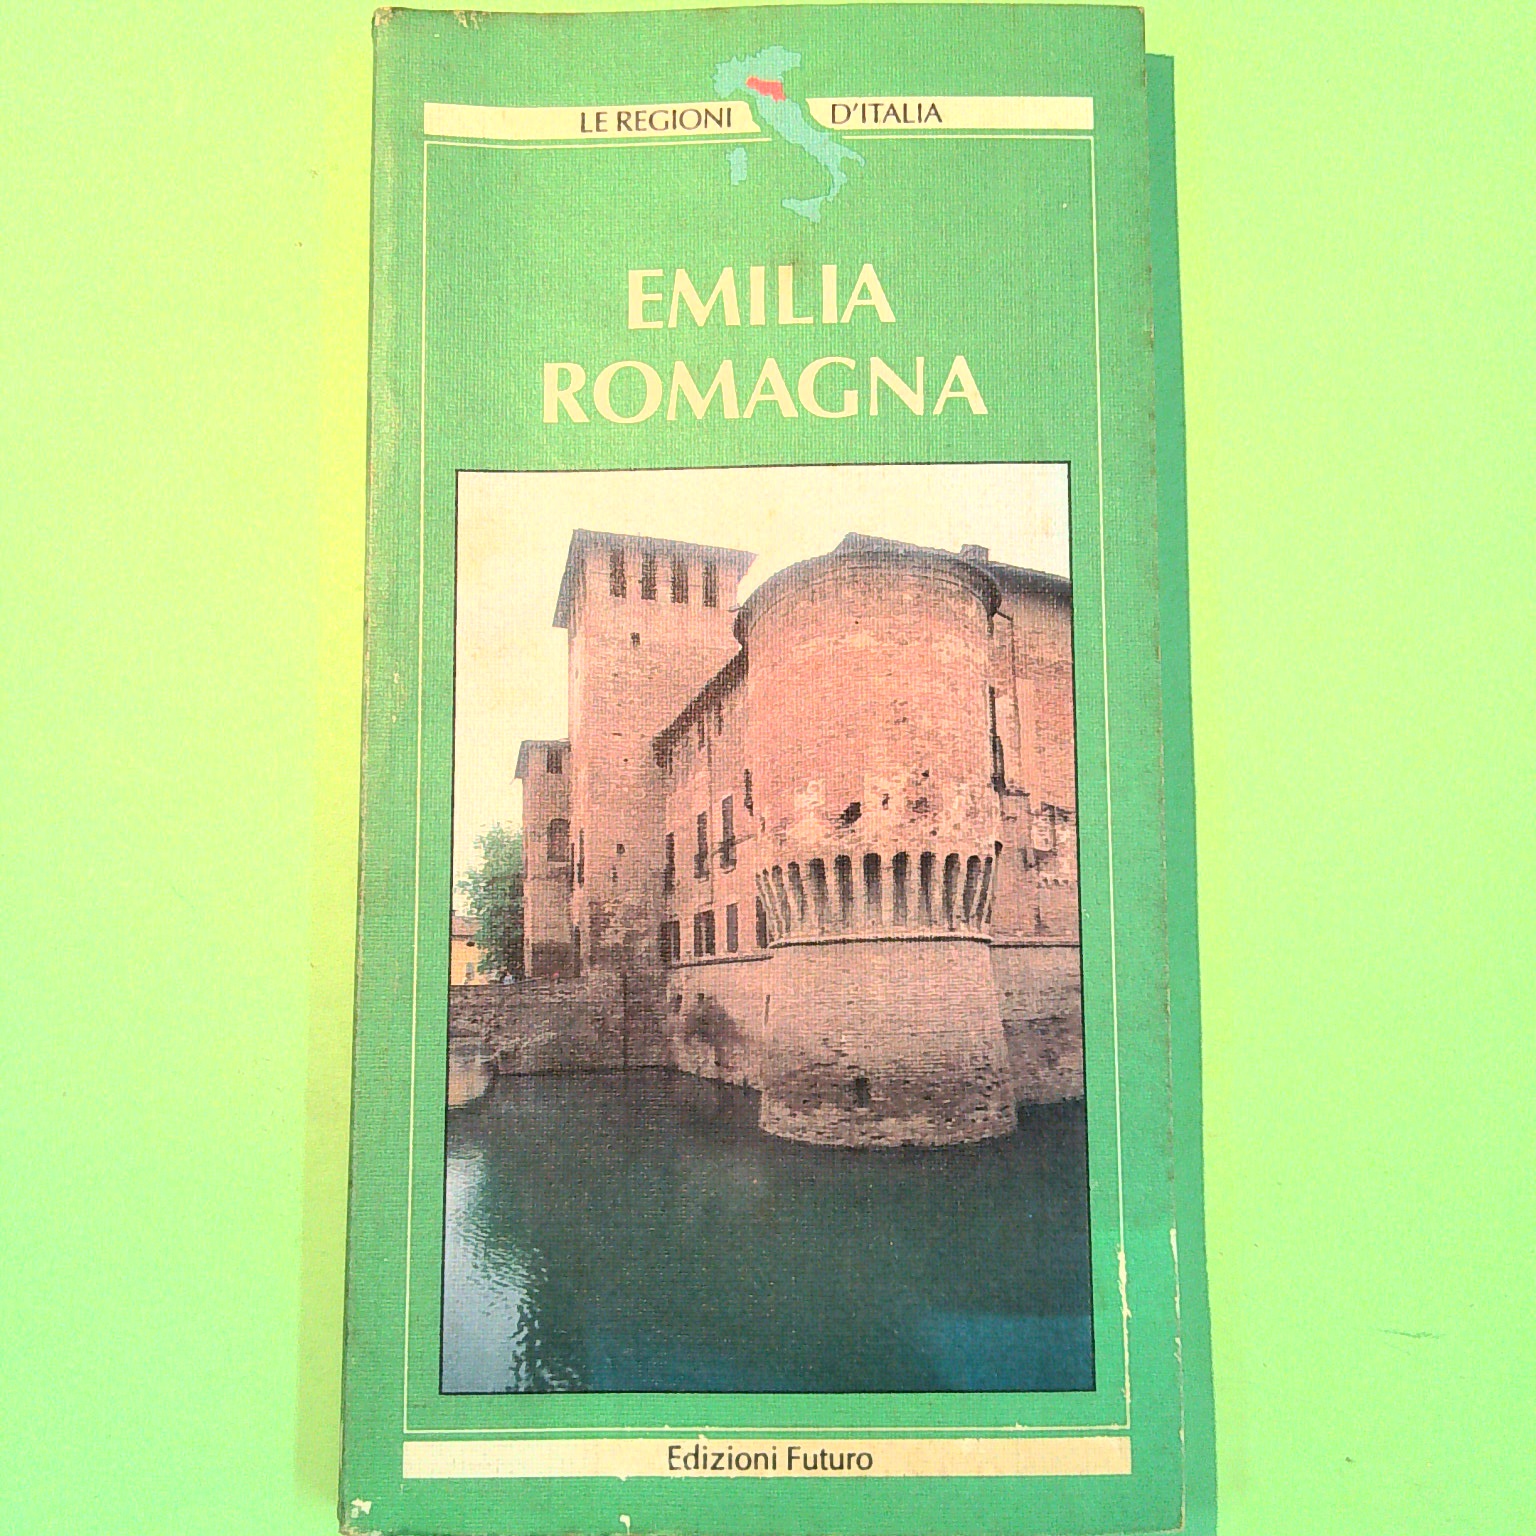 LE REGIONI D'ITALIA
EMILIA
ROMAGNA
Edizioni Futuro